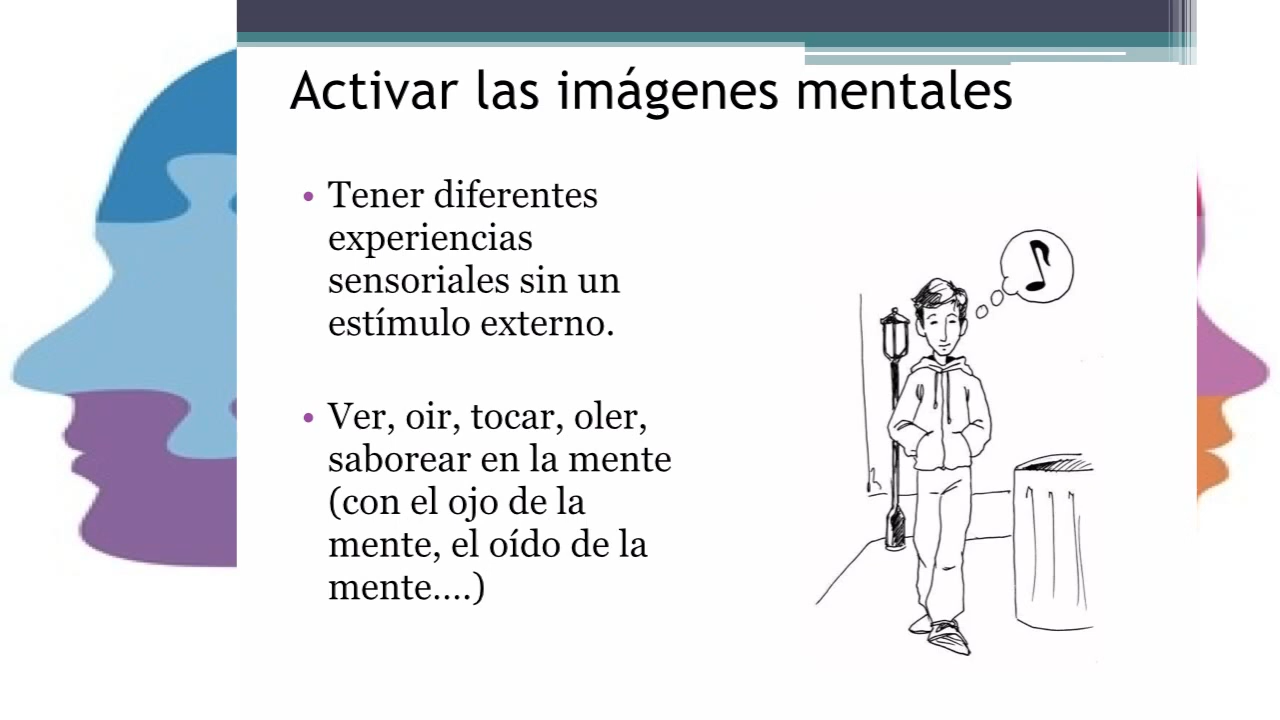 Activar las imágenes mentales
• Tener diferentes
experiencias
sensoriales sin un
estímulo externo.
• Ver, oir, tocar, oler,
saborear en la mente
(con el ojo de la
mente, el oído de la
mente....)